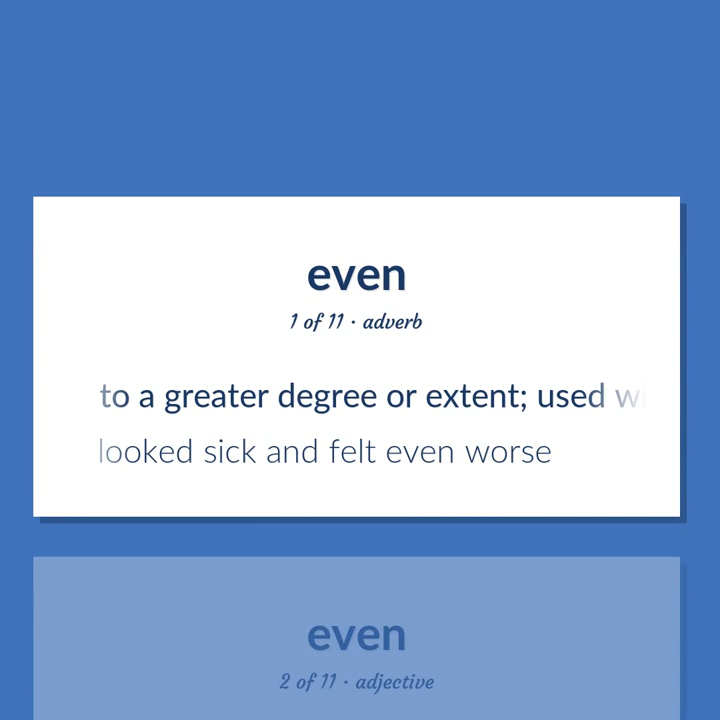 even
1 of 11 · adverb
to a greater degree or extent; used
looked sick and felt even worse
even
2 of 11 · adjective